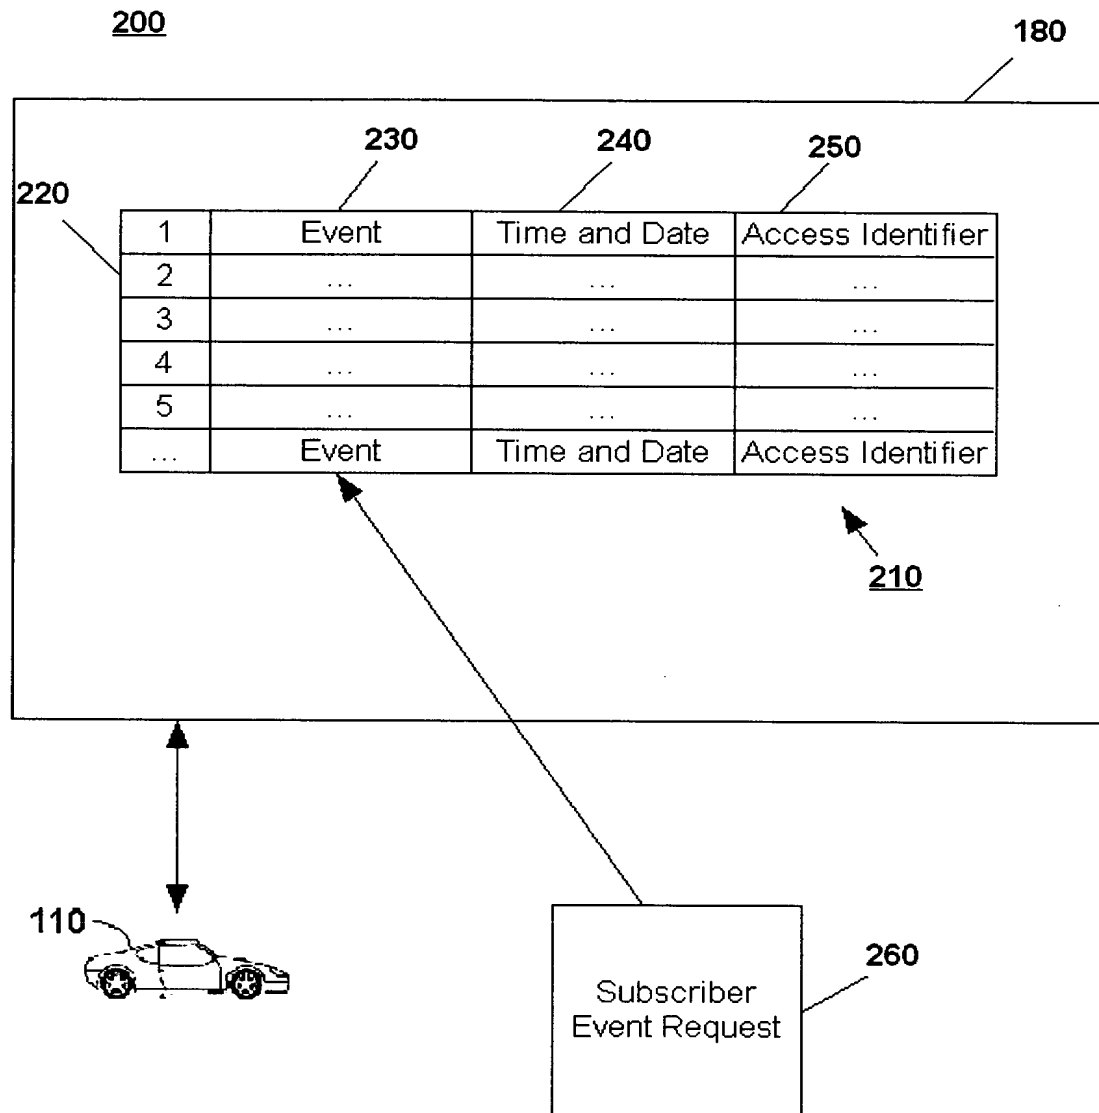 200
180
230 240 250
220
1 Event Time and Date Access Identifier
2 ... ... ...
3 ... ... ...
4 ... ... ...
5 ... ... ...
... Event Time and Date Access Identifier
210
110
260
Subscriber
Event Request